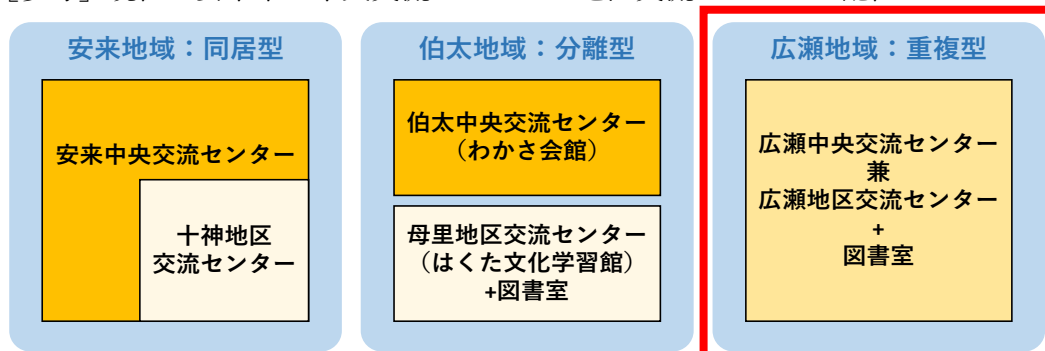 安来地域：同居型
安来中央交流センター
十神地区
交流センター
伯太地域：分離型
伯太中央交流センター
（わかさ会館）
母里地区交流センター
（はくた文化学習館）
+図書室
広瀬地域：重複型
広瀬中央交流センター
兼
広瀬地区交流センター
+
図書室